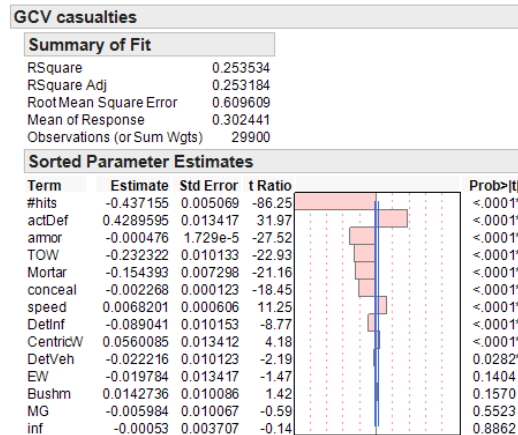 GCV casualties
Summary of Fit
RSquare 0.253534
RSquare Adj 0.253184
Root Mean Square Error 0.609609
Mean of Response 0.302441
Observations (or Sum Wgts) 29900
Sorted Parameter Estimates
Term Estimate Std Error t Ratio Prob>|t|
#hits -0.437155 0.005069 -86.25 <.0001*
actDef 0.4289595 0.013417 31.97 <.0001*
armor -0.000476 1.729e-5 -27.52 <.0001*
TOW -0.232322 0.010133 -22.93 <.0001*
Mortar -0.154393 0.007298 -21.16 <.0001*
conceal -0.002268 0.000123 -18.45 <.0001*
speed 0.0068201 0.000606 11.25 <.0001*
DetInf -0.089041 0.010153 -8.77 <.0001*
CentricW 0.0560085 0.013412 4.18 <.0001*
DetVeh -0.022216 0.010123 -2.19 0.0282*
EW -0.019784 0.013417 -1.47 0.1404
Bushm 0.0142736 0.010086 1.42 0.1570
MG -0.005984 0.010067 -0.59 0.5523
inf -0.00053 0.003707 -0.14 0.8862